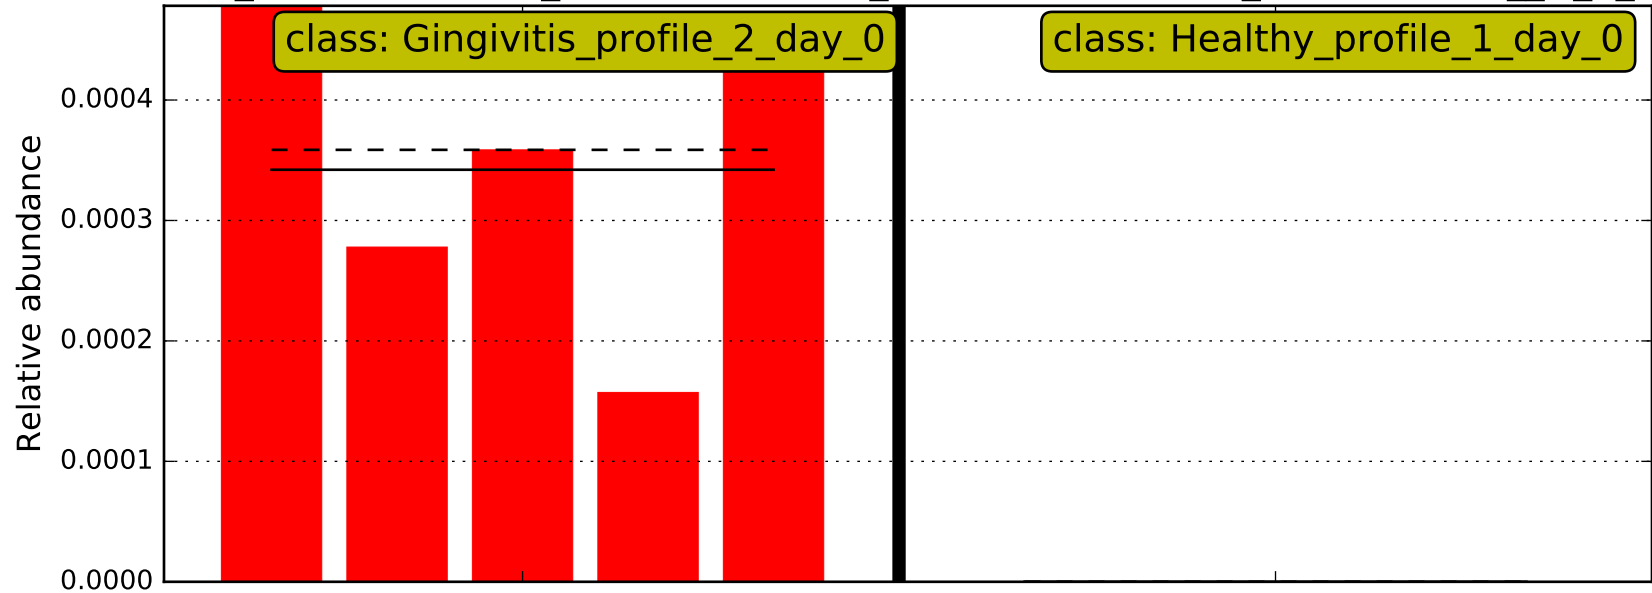 class: Gingivitis_profile_2_day_0
class: Healthy_profile_1_day_0
Relative abundance
0.0004
0.0003
0.0002
0.0001
0.0000